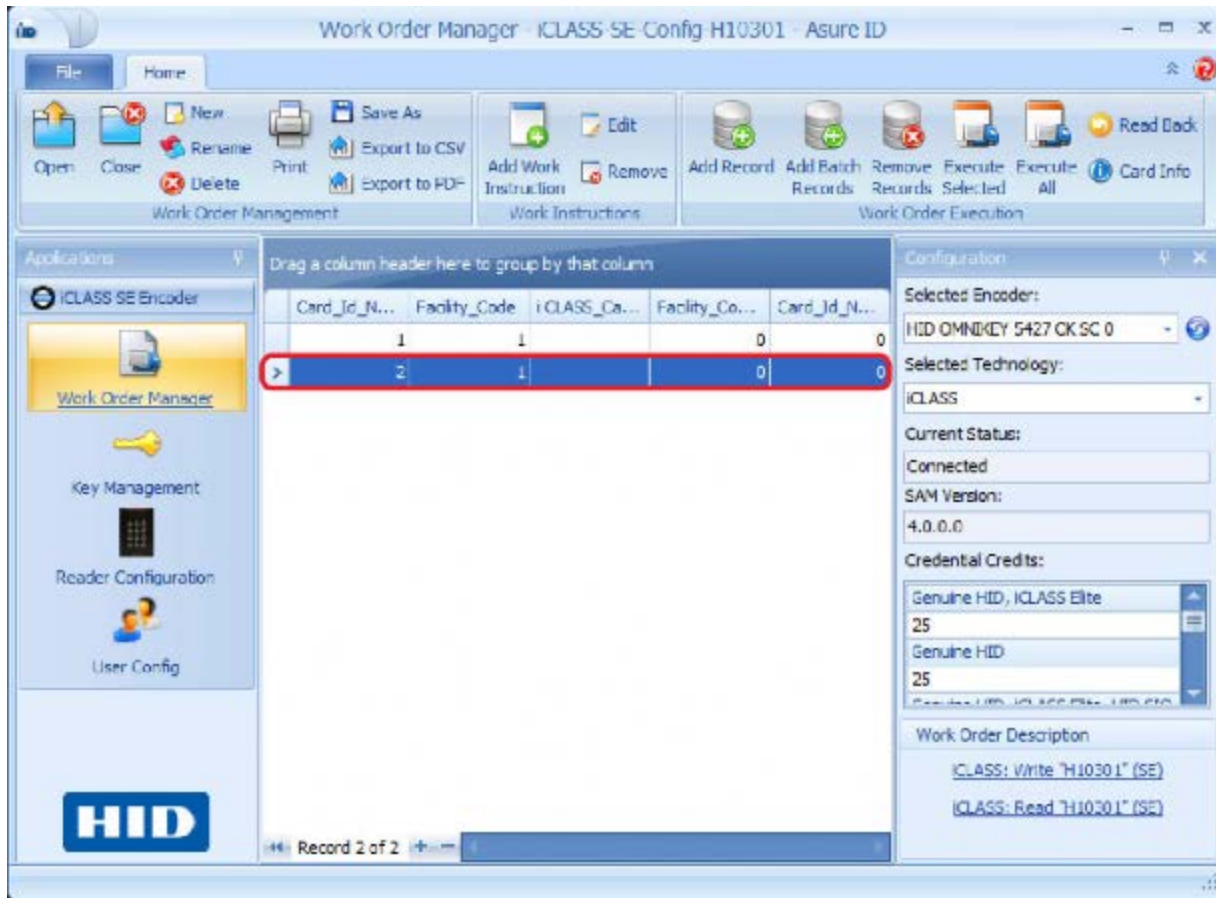 Work Order Manager - iCLASS-SE-Config-H10301 - Asure ID
File Home
Open Close New Rename Delete Print Save As Export to CSV Export to PDF
Work Order Management
Add Work Instruction Edit Remove
Work Instructions
Add Record Add Batch Records Remove Records Execute Selected Execute All Read Back Card Info
Work Order Execution
Applications
iCLASS SE Encoder
Work Order Manager
Key Management
Reader Configuration
User Config
HID
Drag a column header here to group by that column
Card_Id_N... Facility_Code iCLASS_Ca... Facility_Co... Card_Id_N...
1 1 0 0
2 1 0 0
Record 2 of 2
Configuration
Selected Encoder:
HID OMNIKEY 5427 CK SC 0
Selected Technology:
iCLASS
Current Status:
Connected
SAM Version:
4.0.0.0
Credential Credits:
Genuine HID, iCLASS Elite
25
Genuine HID
25
Work Order Description
iCLASS: Write "H10301" (SE)
iCLASS: Read "H10301" (SE)